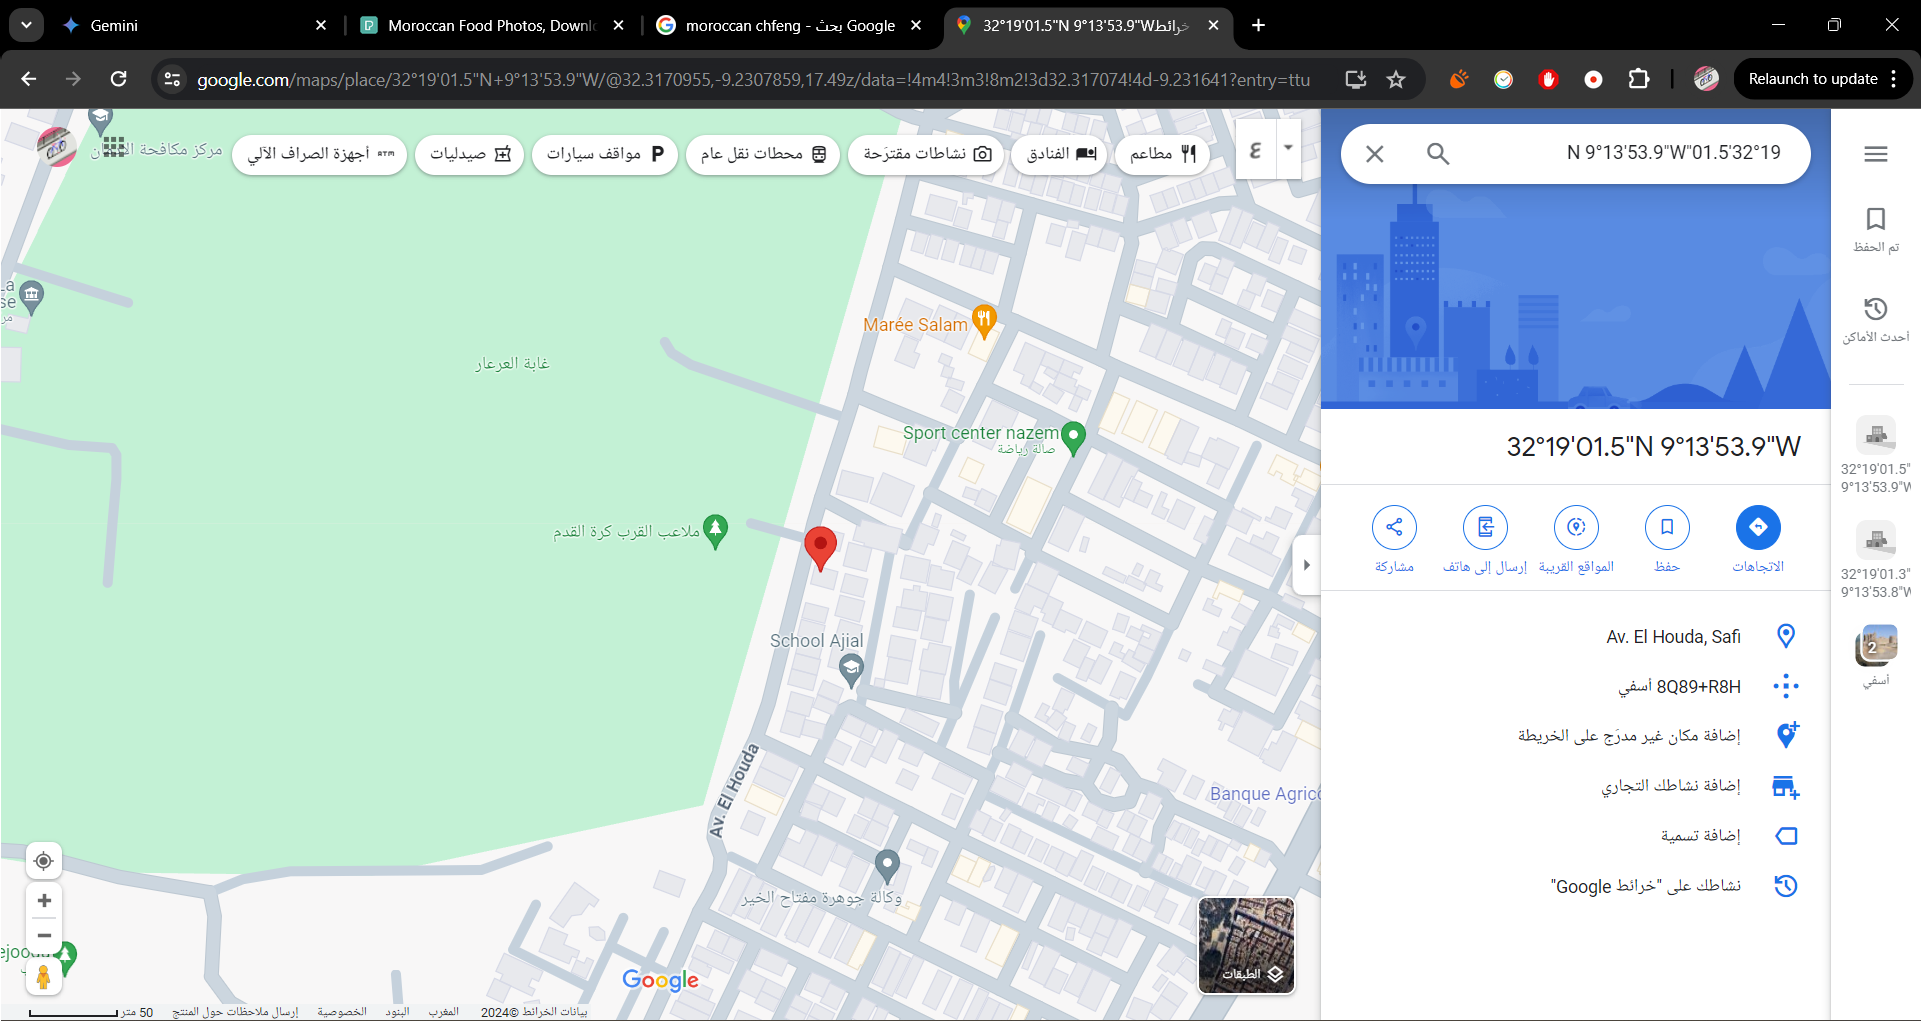 Gemini
Moroccan Food Photos, Downl
moroccan chfeng - بحث Google
32°19'01.5"N 9°13'53.9"W خرائط
google.com/maps/place/32°19'01.5"N+9°13'53.9"W/@32.3170955,-9.2307859,17.49z/data=!4m4!3m3!8m2!3d32.317074!4d-9.231641?entry=ttu
Relaunch to update
مطاعم
الفنادق
نشاطات مقترَحة
محطات نقل عام
مواقف سيارات
صيدليات
أجهزة الصراف الآلي
ATM
مركز مكافحة
N 9°13'53.9"W"01.5'32°19
La
se
مر
غابة العرعار
Marée Salam
Sport center nazem
صالة رياضة
ملاعب القرب كرة القدم
School Ajial
Av. El Houda
Banque Agric
وكالة جوهرة مفتاح الخير
ejood
الطبقات
Google
50 متر
إرسال ملاحظات حول المنتج
الخصوصية
البنود
المغرب
بيانات الخرائط ©2024
32°19'01.5"N 9°13'53.9"W
الاتجاهات
حفظ
المواقع القريبة
إرسال إلى هاتف
مشاركة
Av. El Houda, Safi
8Q89+R8H أسفي
إضافة مكان غير مدرَج على الخريطة
إضافة نشاطك التجاري
إضافة تسمية
نشاطك على "خرائط Google"
تم الحفظ
أحدث الأماكن
32°19'01.5"
9°13'53.9"W
32°19'01.3"
9°13'53.8"W
2
أسفي